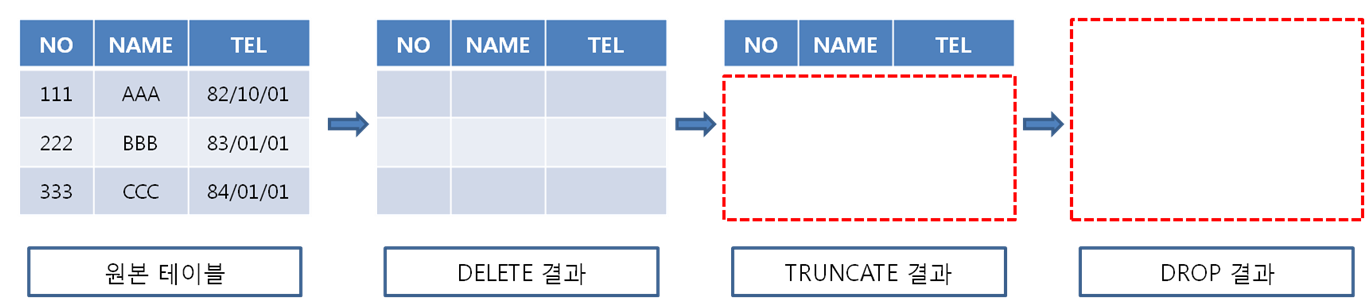 NO NAME TEL
111 AAA 82/10/01
222 BBB 83/01/01
333 CCC 84/01/01
원본 테이블
NO NAME TEL
DELETE 결과
NO NAME TEL
TRUNCATE 결과
DROP 결과